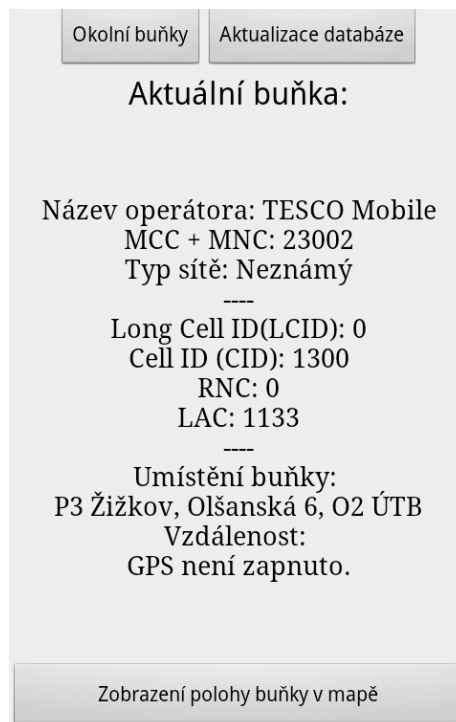 Okolní buňky
Aktualizace databáze
Aktuální buňka:
Název operátora: TESCO Mobile
MCC + MNC: 23002
Typ sítě: Neznámý
----
Long Cell ID(LCID): 0
Cell ID (CID): 1300
RNC: 0
LAC: 1133
----
Umístění buňky:
P3 Žižkov, Olšanská 6, O2 ÚTB
Vzdálenost:
GPS není zapnuto.
Zobrazení polohy buňky v mapě